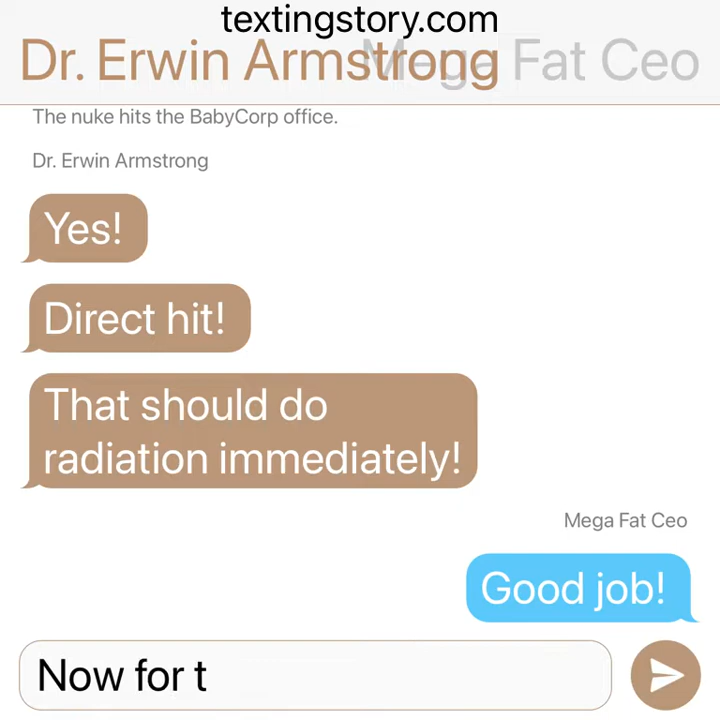 textingstory.com
Dr. Erwin Armstrong Mega Fat Ceo
The nuke hits the BabyCorp office.
Dr. Erwin Armstrong
Yes!
Direct hit!
That should do
radiation immediately!
Mega Fat Ceo
Good job!
Now for t